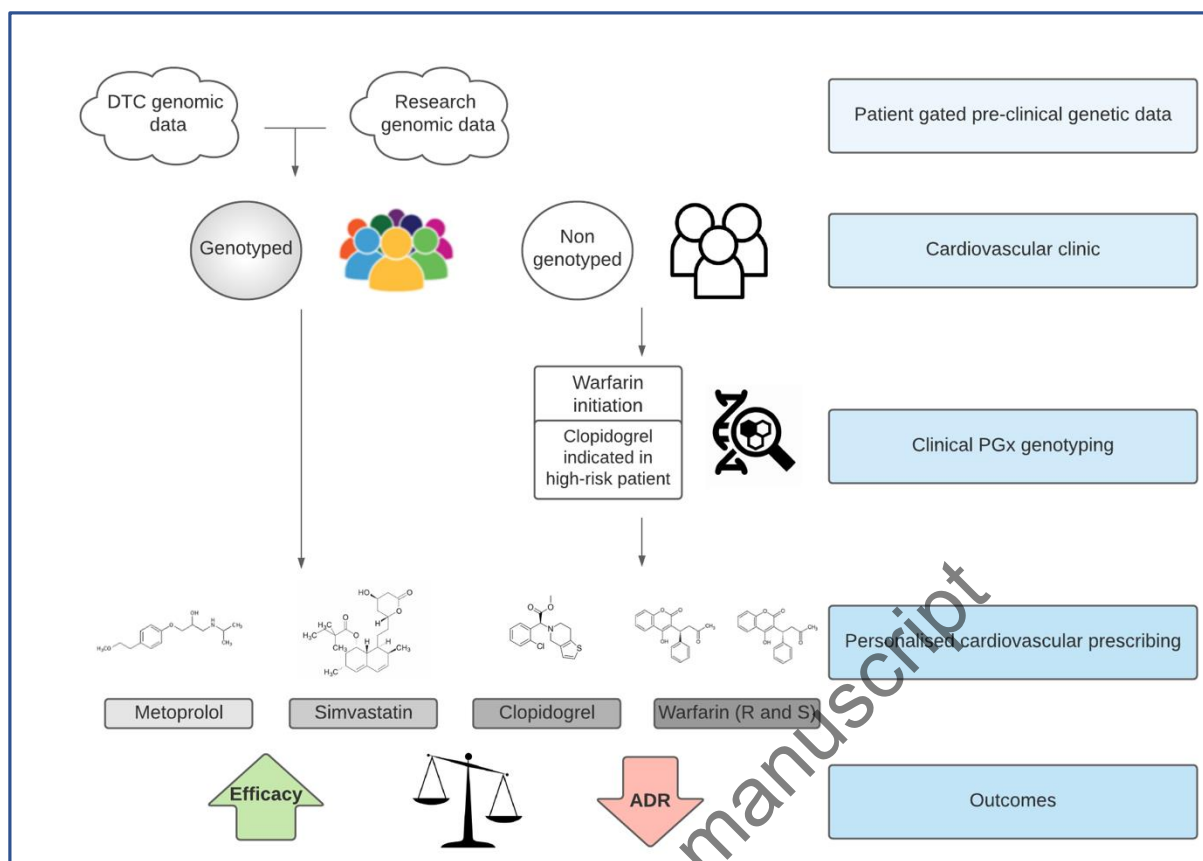 DTC genomic
data
Research
genomic data
Patient gated pre-clinical genetic data
Genotyped
Non
genotyped
Cardiovascular clinic
Warfarin
initiation
Clopidogrel
indicated in
high-risk patient
Clinical PGx genotyping
Personalised cardiovascular prescribing
Metoprolol
Simvastatin
Clopidogrel
Warfarin (R and S)
Efficacy
ADR
Outcomes
manuscript